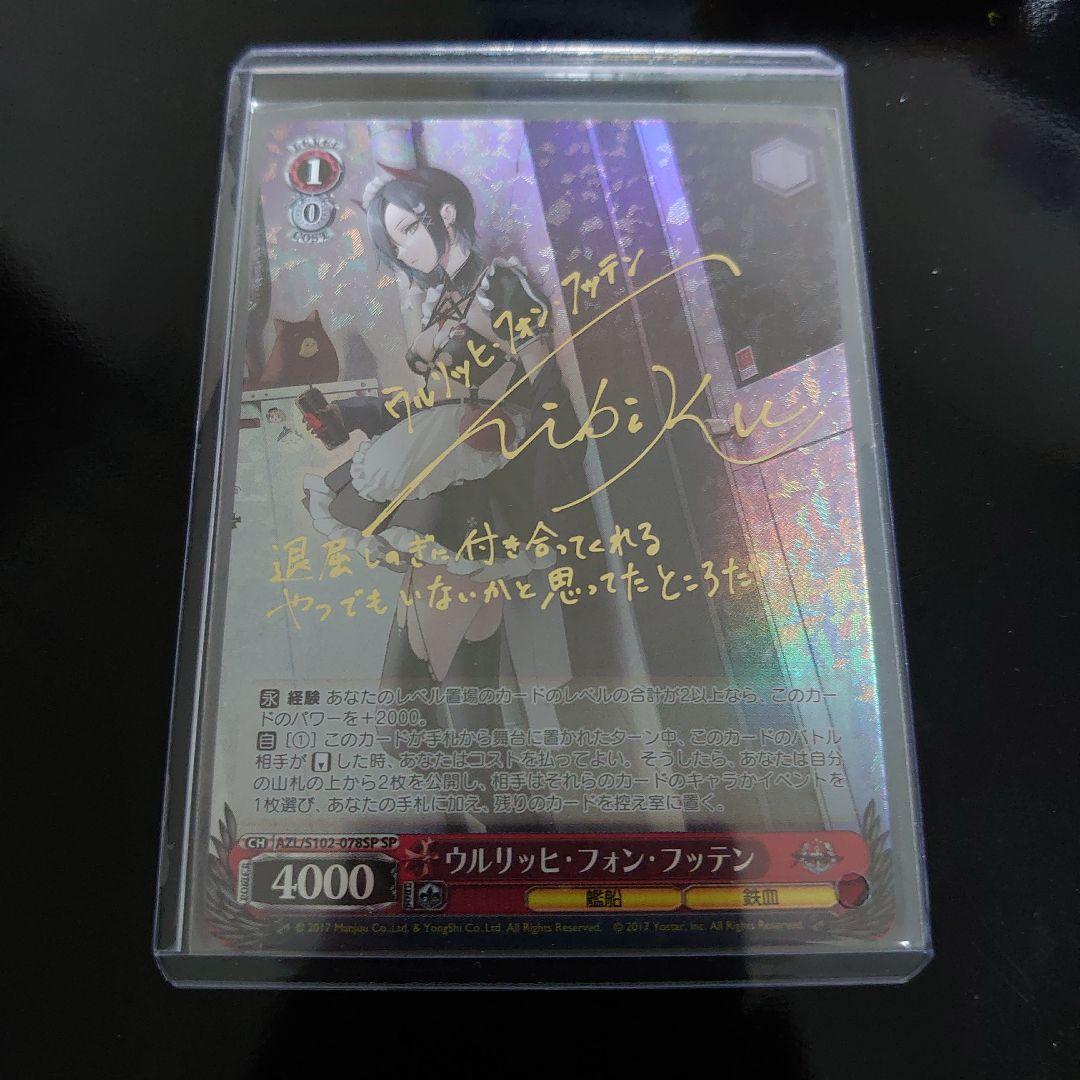 LEVEL
1
0
COST
ウルリッヒ・フォン・フッテン
退屈しのぎに付き合ってくれる
やつでもいないかと思ってたところだ
永 経験 あなたのレベル置場のカードのレベルの合計が2以上なら、このカー
ドのパワーを+2000。
自 [①] このカードが手札から舞台に置かれたターン中、このカードのバトル
相手が した時、あなたはコストを払ってよい。そうしたら、あなたは自分
の山札の上から2枚を公開し、相手はそれらのカードのキャラかイベントを
1枚選び、あなたの手札に加え、残りのカードを控え室に置く。
CH AZL/S102-078SP SP
ウルリッヒ・フォン・フッテン
POWER 4000
艦船 鉄血
© 2017 Manjuu Co.,Ltd. & YongShi Co.,Ltd. All Rights Reserved. © 2017 Yostar, Inc. All Rights Reserved.